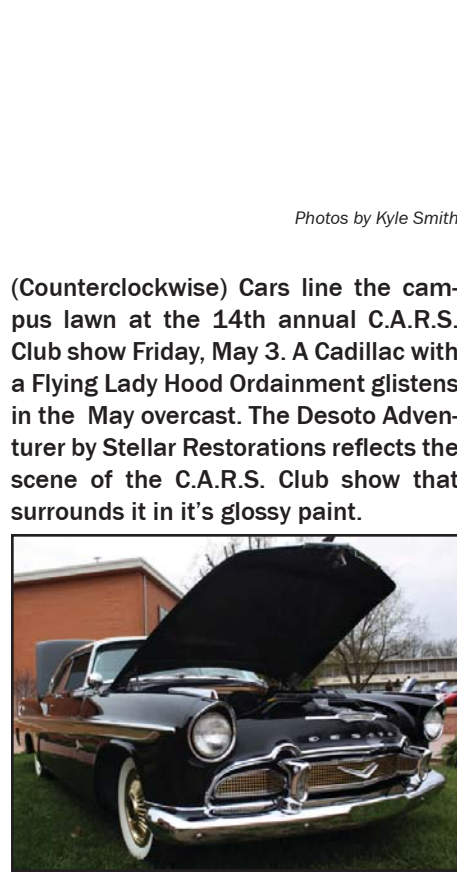 Photos by Kyle Smith
(Counterclockwise) Cars line the cam-
pus lawn at the 14th annual C.A.R.S.
Club show Friday, May 3. A Cadillac with
a Flying Lady Hood Ordainment glistens
in the  May overcast. The Desoto Adven-
turer by Stellar Restorations reflects the
scene of the C.A.R.S. Club show that
surrounds it in it’s glossy paint.
DESOTO